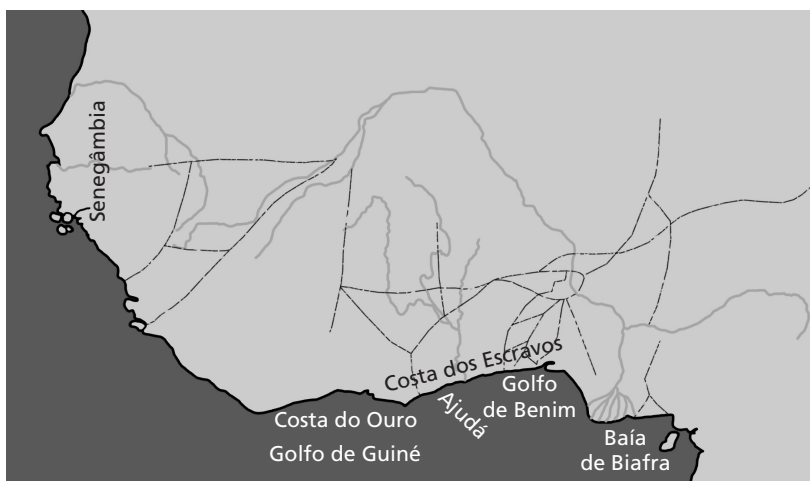 Senegâmbia
Costa dos Escravos
Golfo
de Benim
Ajudá
Costa do Ouro
Golfo de Guiné
Baía
de Biafra